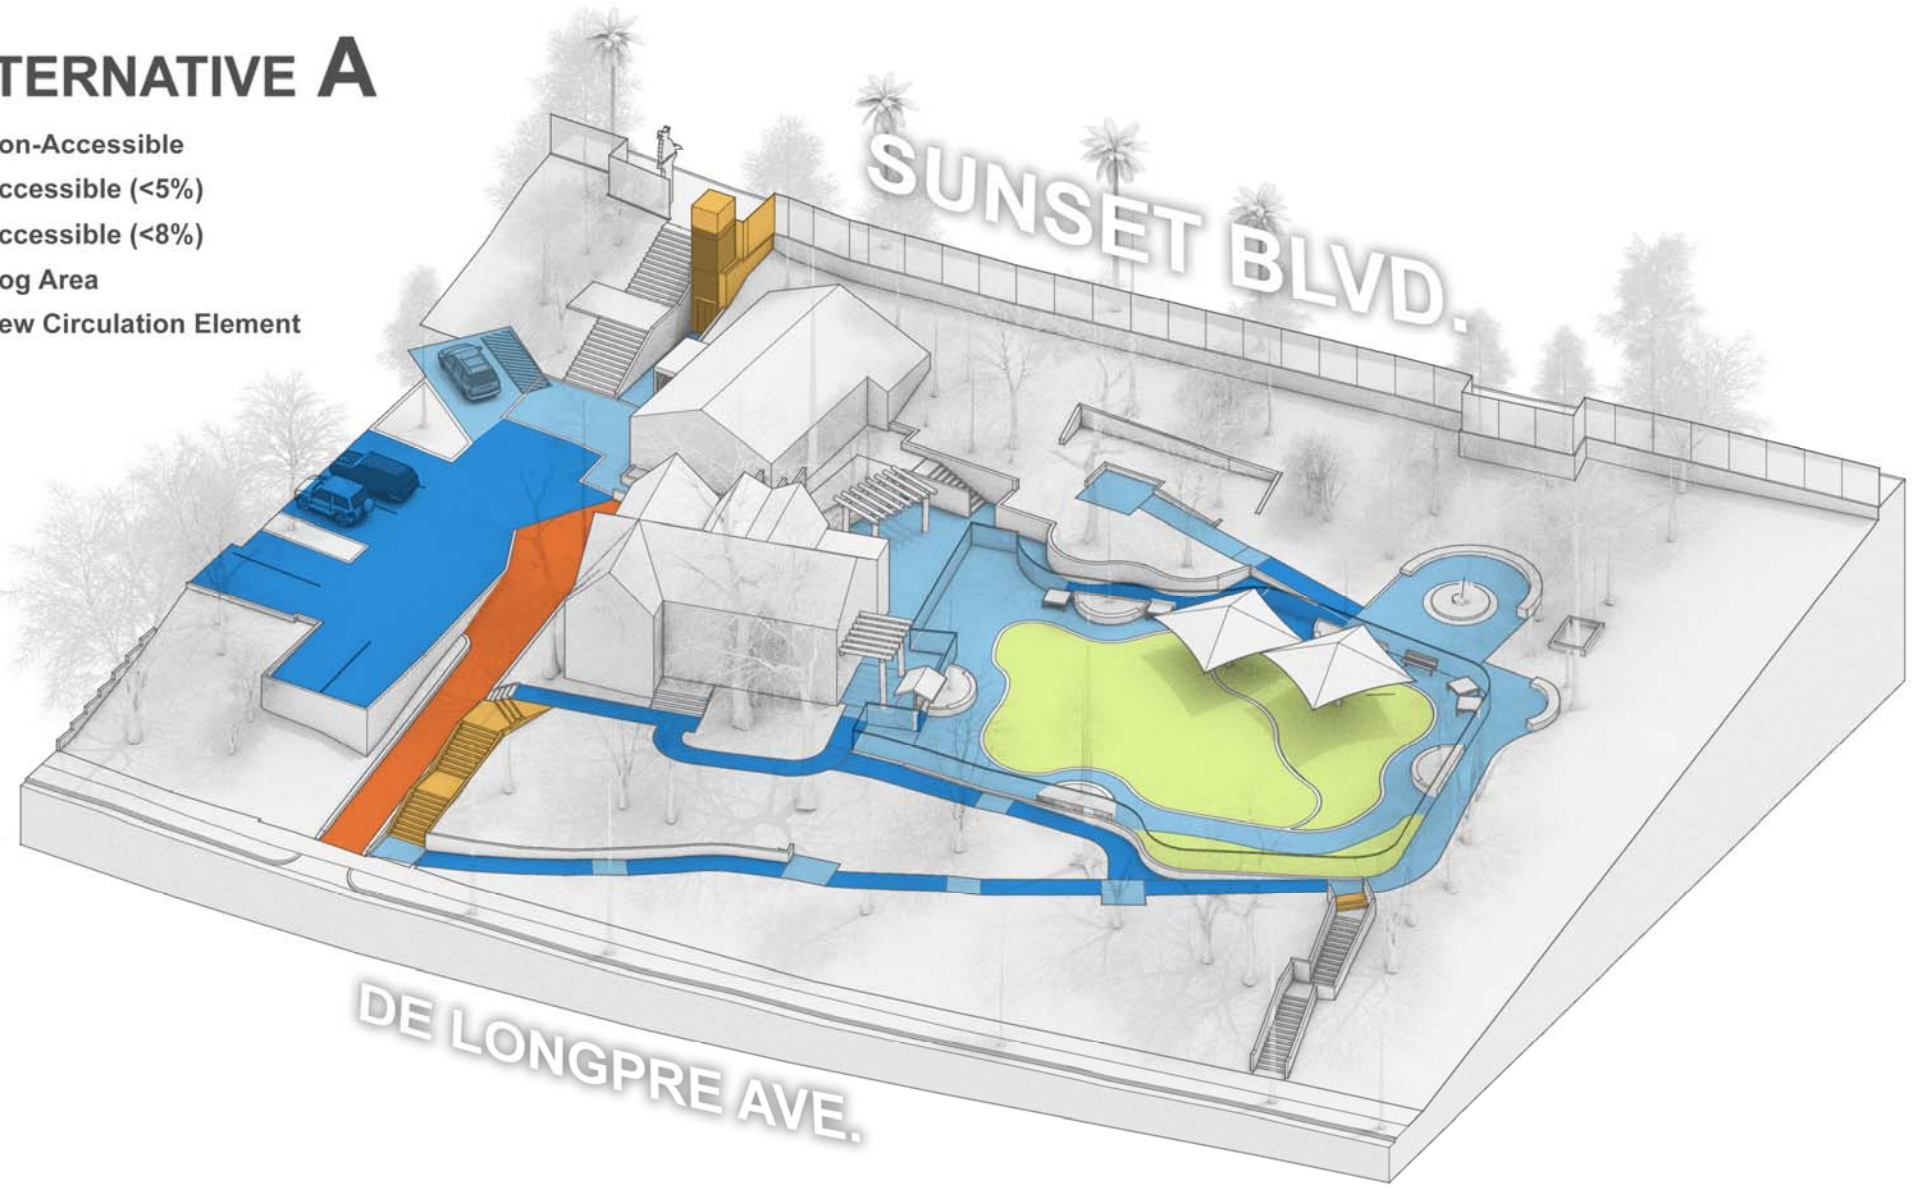 TERNATIVE A
on-Accessible
ccessible (<5%)
ccessible (<8%)
og Area
ew Circulation Element
SUNSET BLVD.
DE LONGPRE AVE.